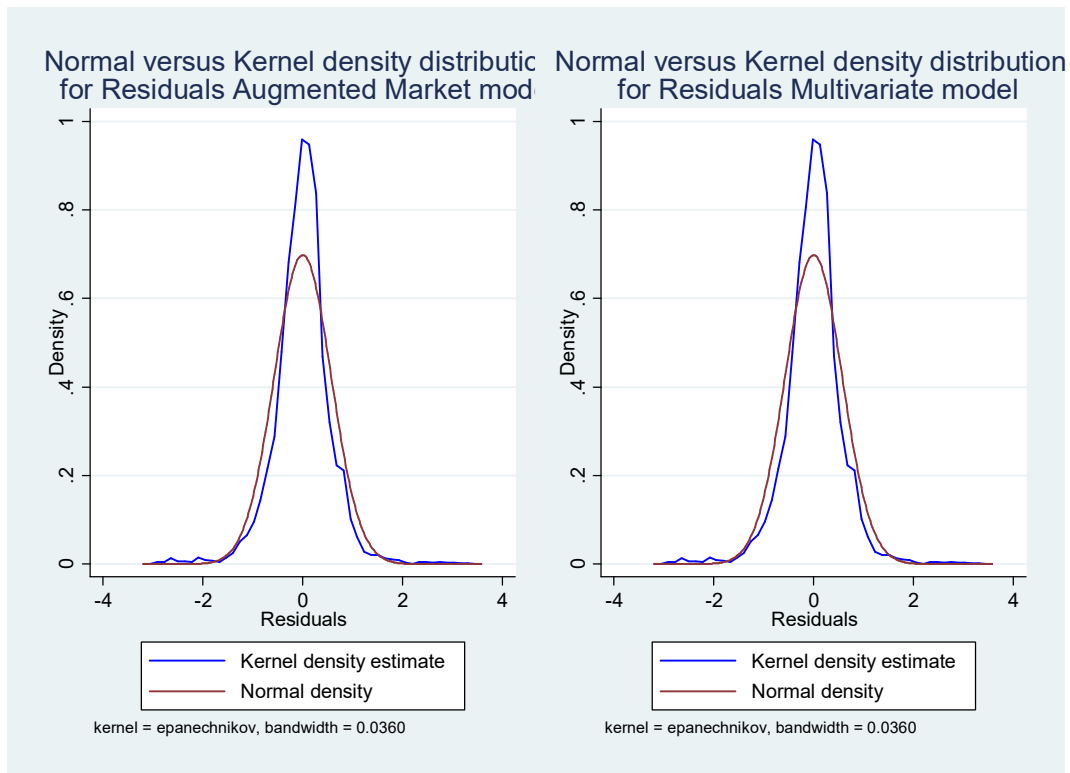 Normal versus Kernel density distributio
for Residuals Augmented Market mod
1
.8
.6
.4
.2
0
Density
-4 -2 0 2 4
Residuals
Kernel density estimate
Normal density
kernel = epanechnikov, bandwidth = 0.0360
Normal versus Kernel density distribution
for Residuals Multivariate model
1
.8
.6
.4
.2
0
Density
-4 -2 0 2 4
Residuals
Kernel density estimate
Normal density
kernel = epanechnikov, bandwidth = 0.0360